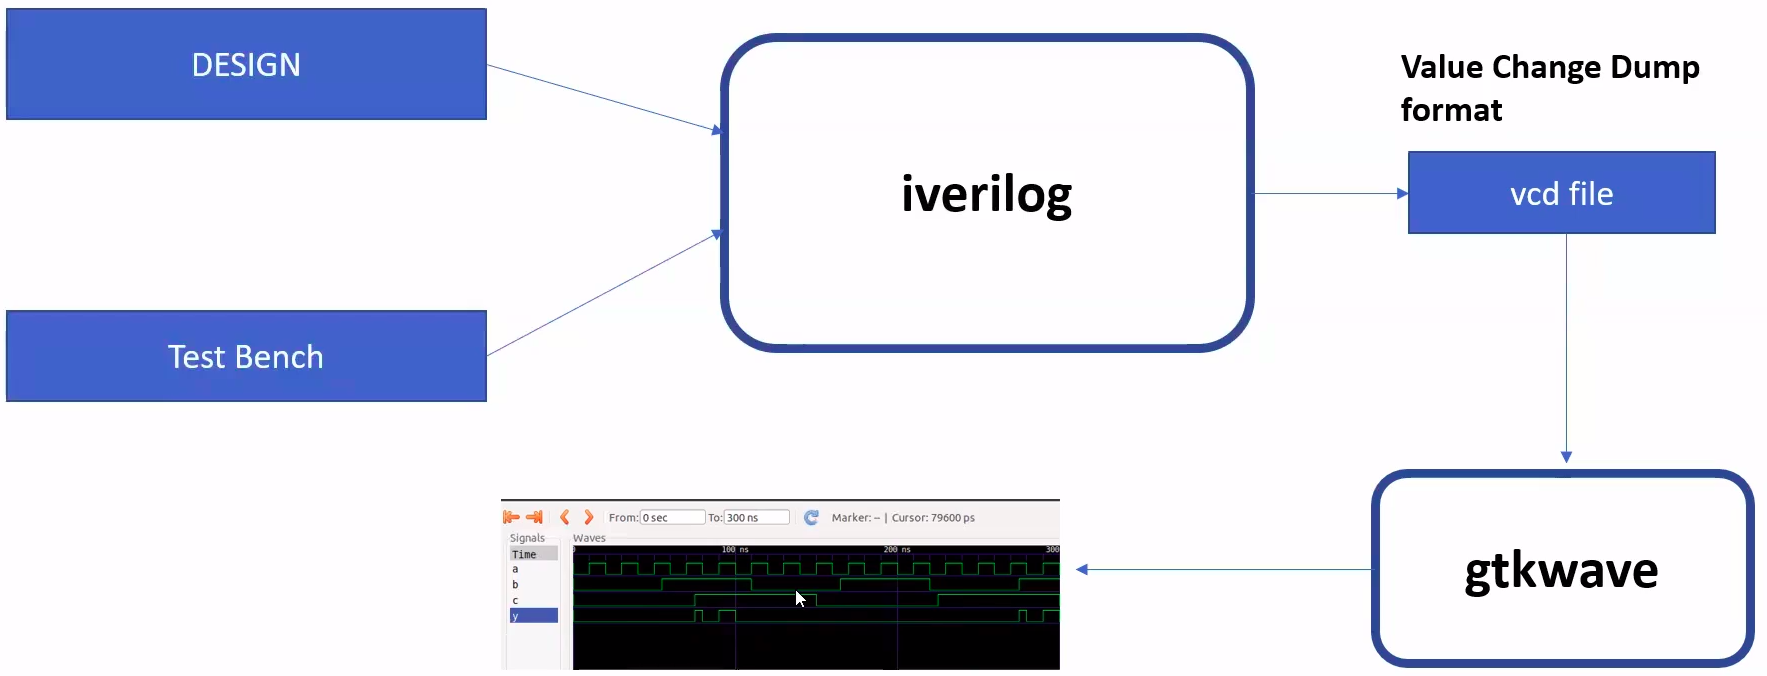 DESIGN
Value Change Dump
format
iverilog
vcd file
Test Bench
From: 0 sec To: 300 ns Marker: -- | Cursor: 79600 ps
Signals Waves
Time
100 ns 200 ns 300
a
b
c
y
gtkwave